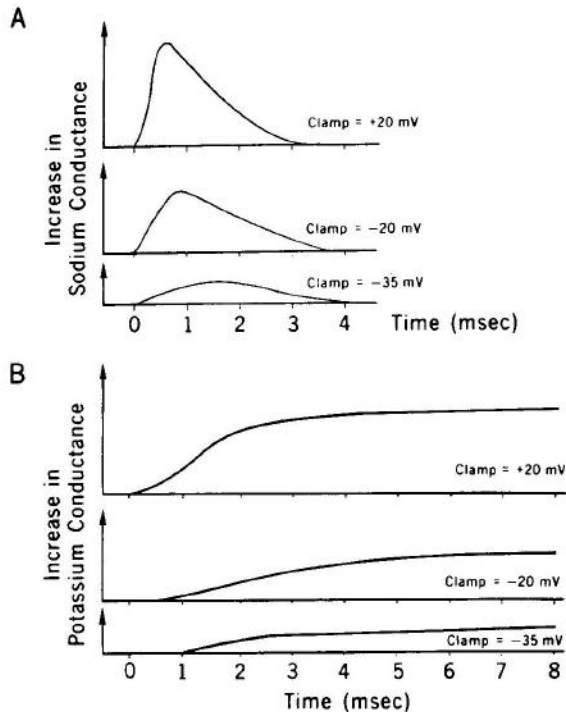 A
Increase in
Sodium Conductance
Clamp = +20 mV
Clamp = −20 mV
Clamp = −35 mV
0 1 2 3 4 Time (msec)
B
Increase in
Potassium Conductance
Clamp = +20 mV
Clamp = −20 mV
Clamp = −35 mV
0 1 2 3 4 5 6 7 8
Time (msec)